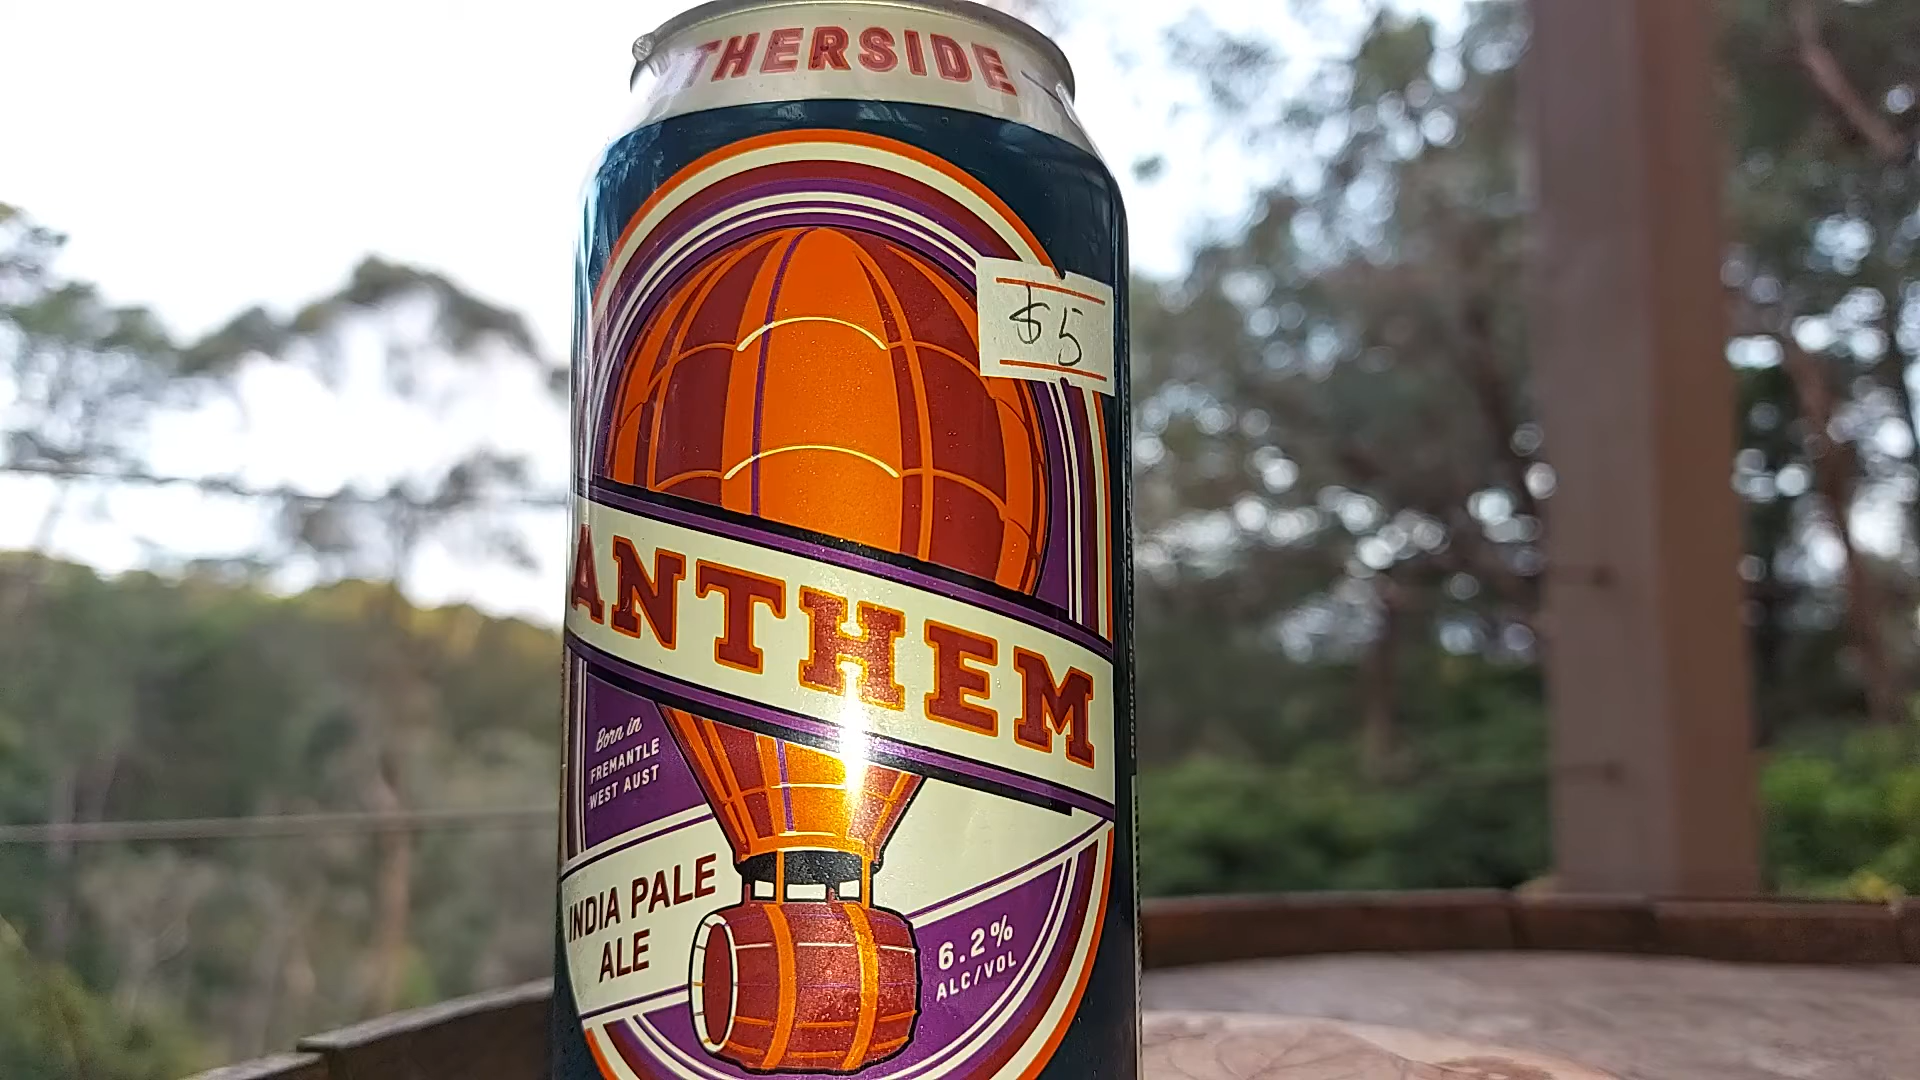 THERSIDE
$5
ANTHEM
Born in
FREMANTLE
WEST AUST
INDIA PALE
ALE
6.2%
ALC/VOL